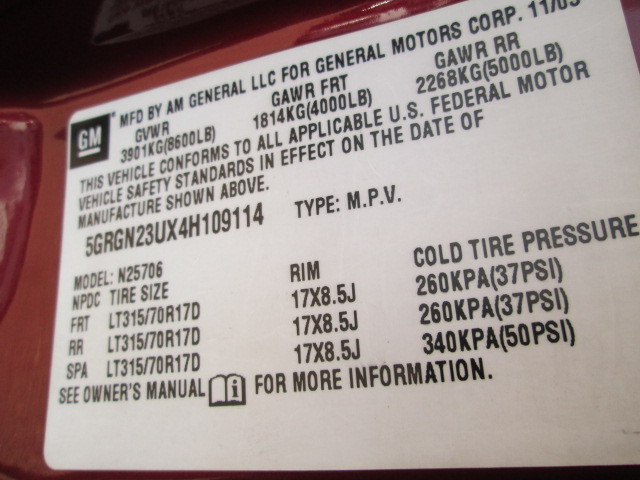 GM
MFD BY AM GENERAL LLC FOR GENERAL MOTORS CORP. 11/03
GVWR GAWR FRT GAWR RR
3901KG(8600LB) 1814KG(4000LB) 2268KG(5000LB)
THIS VEHICLE CONFORMS TO ALL APPLICABLE U.S. FEDERAL MOTOR
VEHICLE SAFETY STANDARDS IN EFFECT ON THE DATE OF
MANUFACTURE SHOWN ABOVE.
5GRGN23UX4H109114 TYPE: M.P.V.
MODEL: N25706
NPDC TIRE SIZE RIM COLD TIRE PRESSURE
FRT LT315/70R17D 17X8.5J 260KPA(37PSI)
RR LT315/70R17D 17X8.5J 260KPA(37PSI)
SPA LT315/70R17D 17X8.5J 340KPA(50PSI)
SEE OWNER'S MANUAL i FOR MORE INFORMATION.